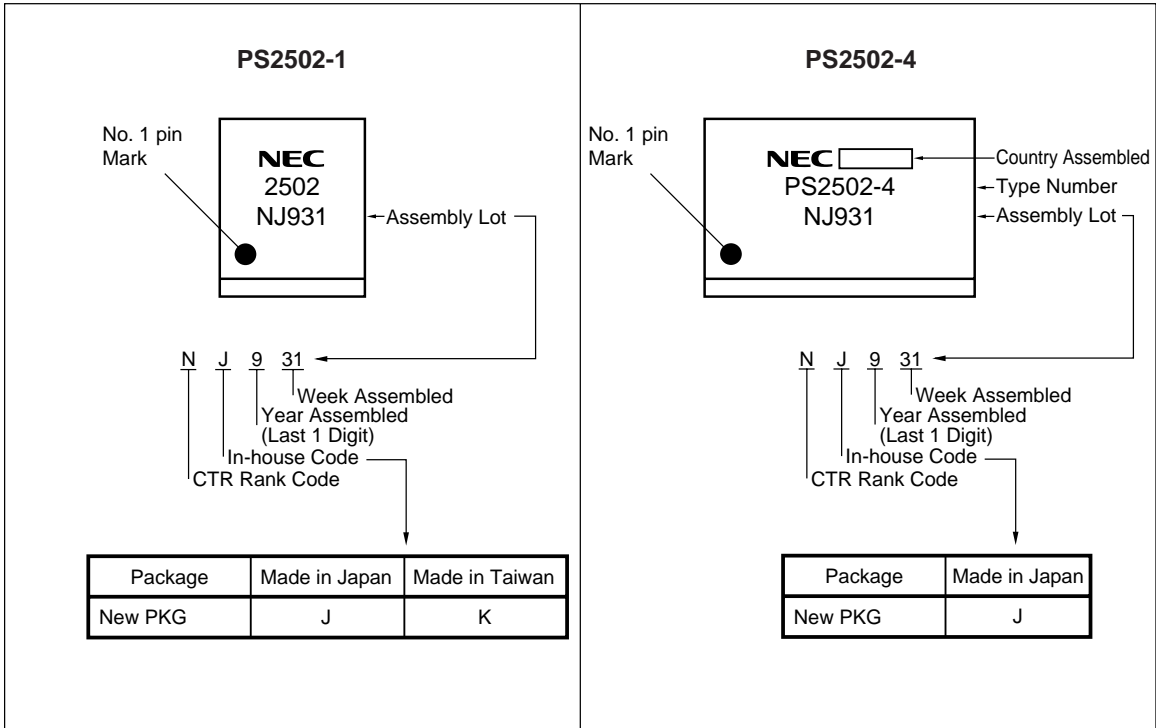 PS2502-1
No. 1 pin
Mark
NEC
2502
NJ931
Assembly Lot
N J 9 31
Week Assembled
Year Assembled
(Last 1 Digit)
In-house Code
CTR Rank Code
Package Made in Japan Made in Taiwan
New PKG J K
PS2502-4
No. 1 pin
Mark
NEC
PS2502-4
NJ931
Country Assembled
Type Number
Assembly Lot
N J 9 31
Week Assembled
Year Assembled
(Last 1 Digit)
In-house Code
CTR Rank Code
Package Made in Japan
New PKG J